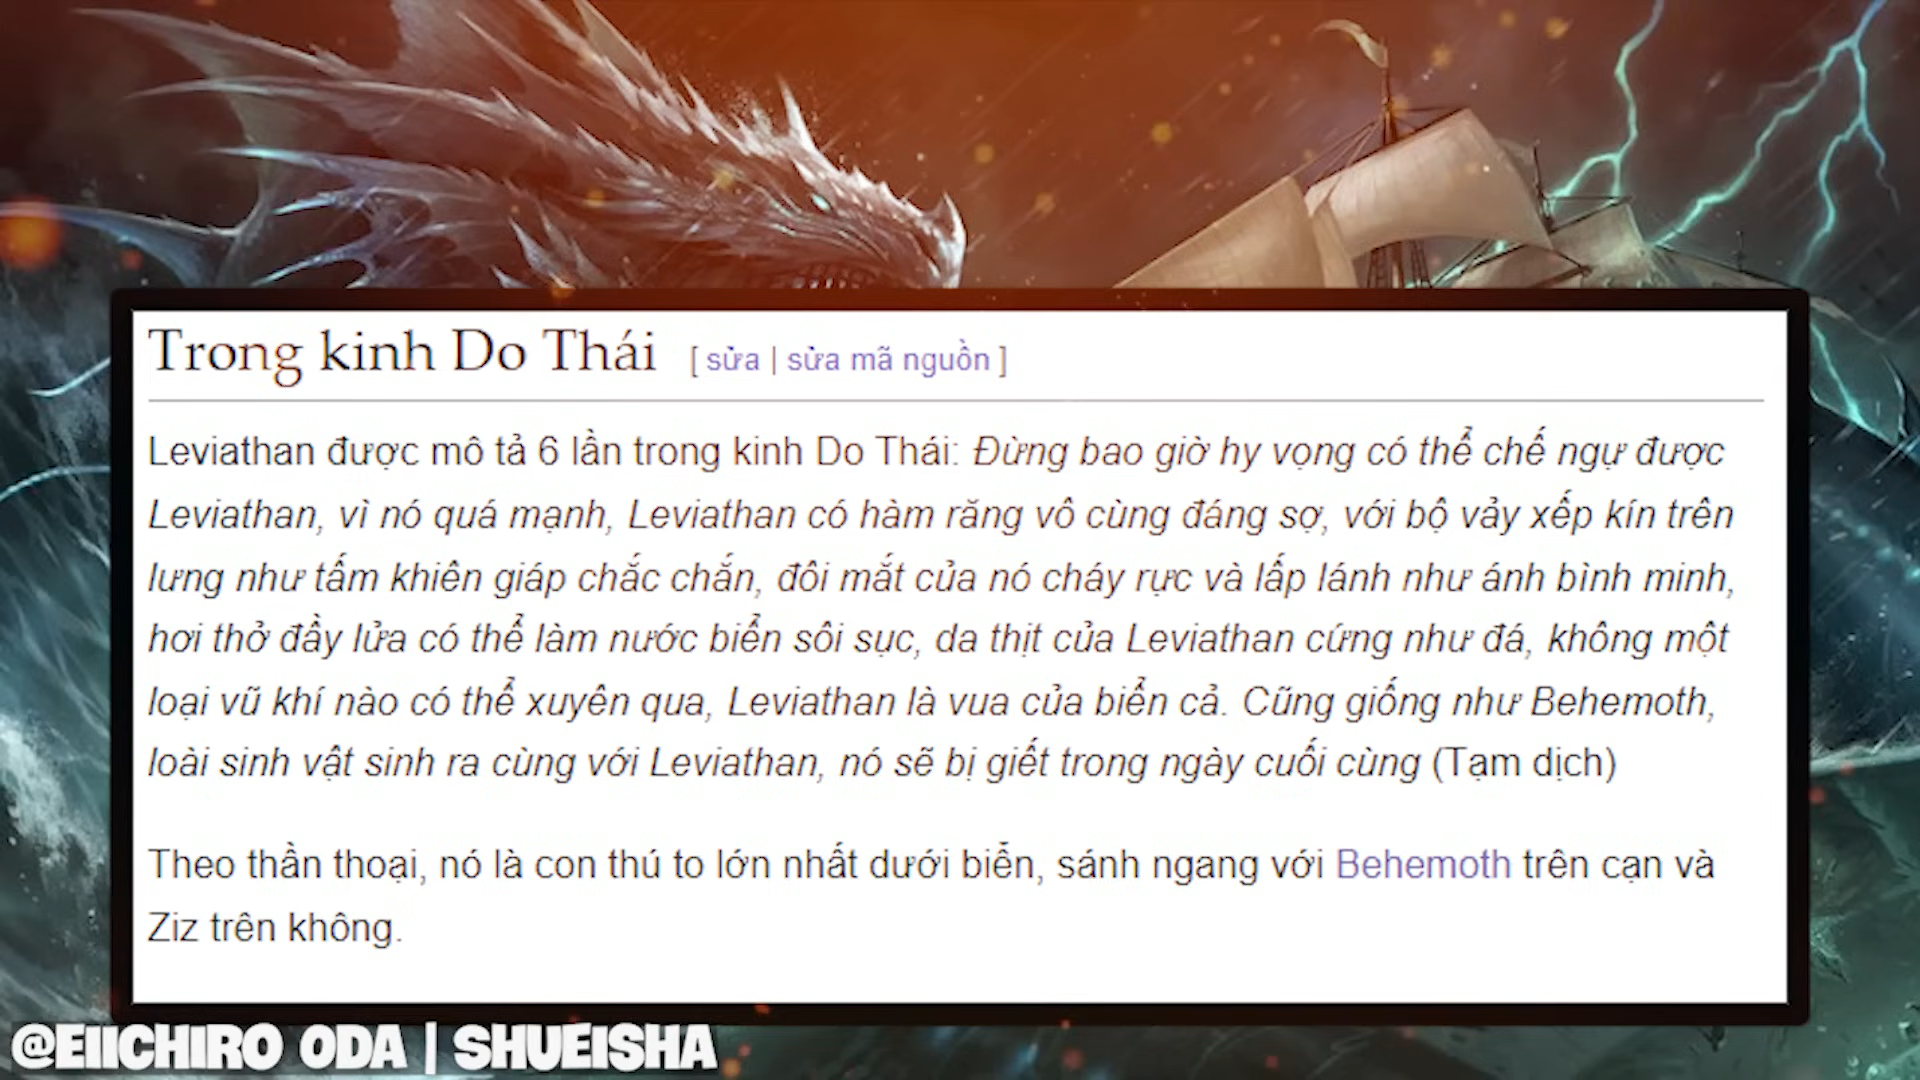 Trong kinh Do Thái [ sửa | sửa mã nguồn ]
Leviathan được mô tả 6 lần trong kinh Do Thái: Đừng bao giờ hy vọng có thể chế ngự được
Leviathan, vì nó quá mạnh, Leviathan có hàm răng vô cùng đáng sợ, với bộ vảy xếp kín trên
lưng như tấm khiên giáp chắc chắn, đôi mắt của nó cháy rực và lấp lánh như ánh bình minh,
hơi thở đầy lửa có thể làm nước biển sôi sục, da thịt của Leviathan cứng như đá, không một
loại vũ khí nào có thể xuyên qua, Leviathan là vua của biển cả. Cũng giống như Behemoth,
loài sinh vật sinh ra cùng với Leviathan, nó sẽ bị giết trong ngày cuối cùng (Tạm dịch)
Theo thần thoại, nó là con thú to lớn nhất dưới biển, sánh ngang với Behemoth trên cạn và
Ziz trên không.
@EIICHIRO ODA | SHUEISHA